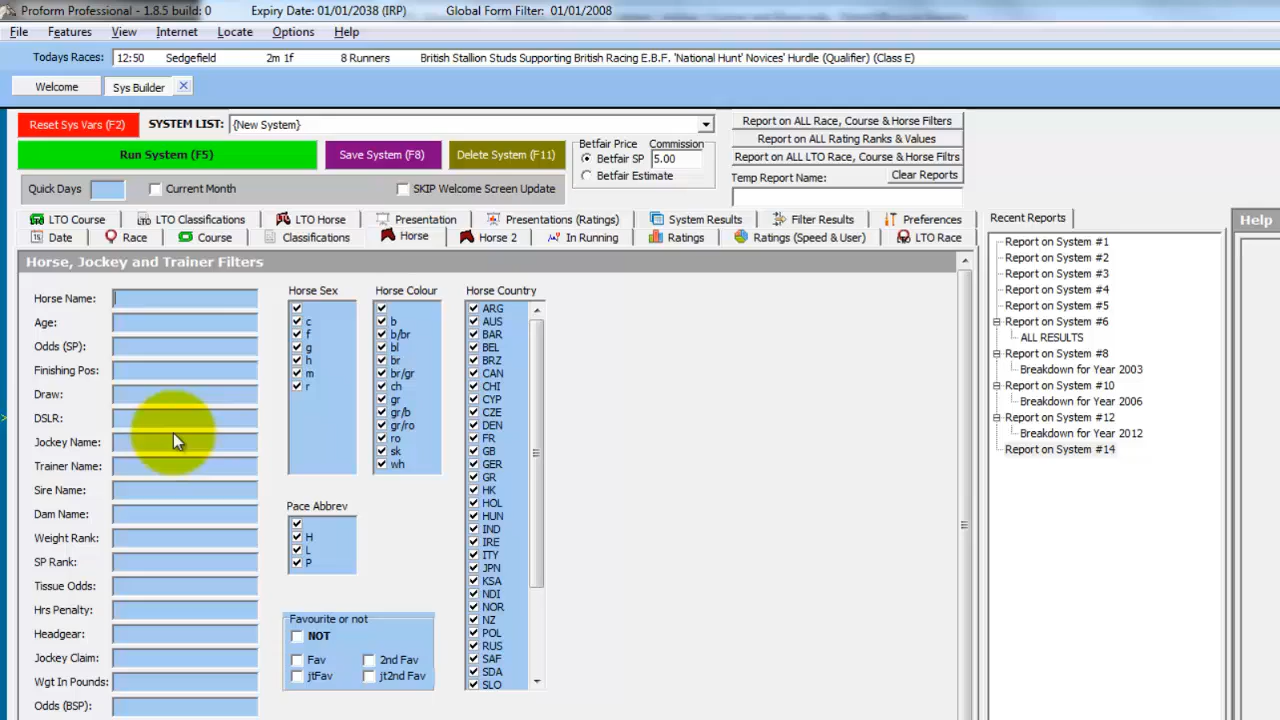 Proform Professional - 1.8.5 build: 0 Expiry Date: 01/01/2038 (IRP) Global Form Filter: 01/01/2008
File Features View Internet Locate Options Help
Todays Races: 12:50 Sedgefield 2m 1f 8 Runners British Stallion Studs Supporting British Racing E.B.F. 'National Hunt' Novices' Hurdle (Qualifier) (Class E)
Welcome Sys Builder
Reset Sys Vars (F2) SYSTEM LIST: {New System}
Run System (F5) Save System (F8) Delete System (F11)
Betfair Price Commission
Betfair SP 5.00
Betfair Estimate
Report on ALL Race, Course & Horse Filters
Report on ALL Rating Ranks & Values
Report on ALL LTO Race, Course & Horse Filtrs
Temp Report Name: Clear Reports
Quick Days Current Month SKIP Welcome Screen Update
LTO Course LTO Classifications LTO Horse Presentation Presentations (Ratings) System Results Filter Results Preferences
Date Race Course Classifications Horse Horse 2 In Running Ratings Ratings (Speed & User) LTO Race
Horse, Jockey and Trainer Filters
Horse Name:
Age:
Odds (SP):
Finishing Pos:
Draw:
DSLR:
Jockey Name:
Trainer Name:
Sire Name:
Dam Name:
Weight Rank:
SP Rank:
Tissue Odds:
Hrs Penalty:
Headgear:
Jockey Claim:
Wgt In Pounds:
Odds (BSP):
Horse Sex
c
f
g
h
m
r
Pace Abbrev
H
L
P
Favourite or not
NOT
Fav 2nd Fav
jtFav jt2nd Fav
Horse Colour
b
b/br
bl
br
br/gr
ch
gr
gr/b
gr/ro
ro
sk
wh
Horse Country
ARG
AUS
BAR
BEL
BRZ
CAN
CHI
CYP
CZE
DEN
FR
GB
GER
GR
HK
HOL
HUN
IND
IRE
ITY
JPN
KSA
NDI
NOR
NZ
POL
RUS
SAF
SDA
SLO
Recent Reports
Report on System #1
Report on System #2
Report on System #3
Report on System #4
Report on System #5
Report on System #6
ALL RESULTS
Report on System #8
Breakdown for Year 2003
Report on System #10
Breakdown for Year 2006
Report on System #12
Breakdown for Year 2012
Report on System #14
Help